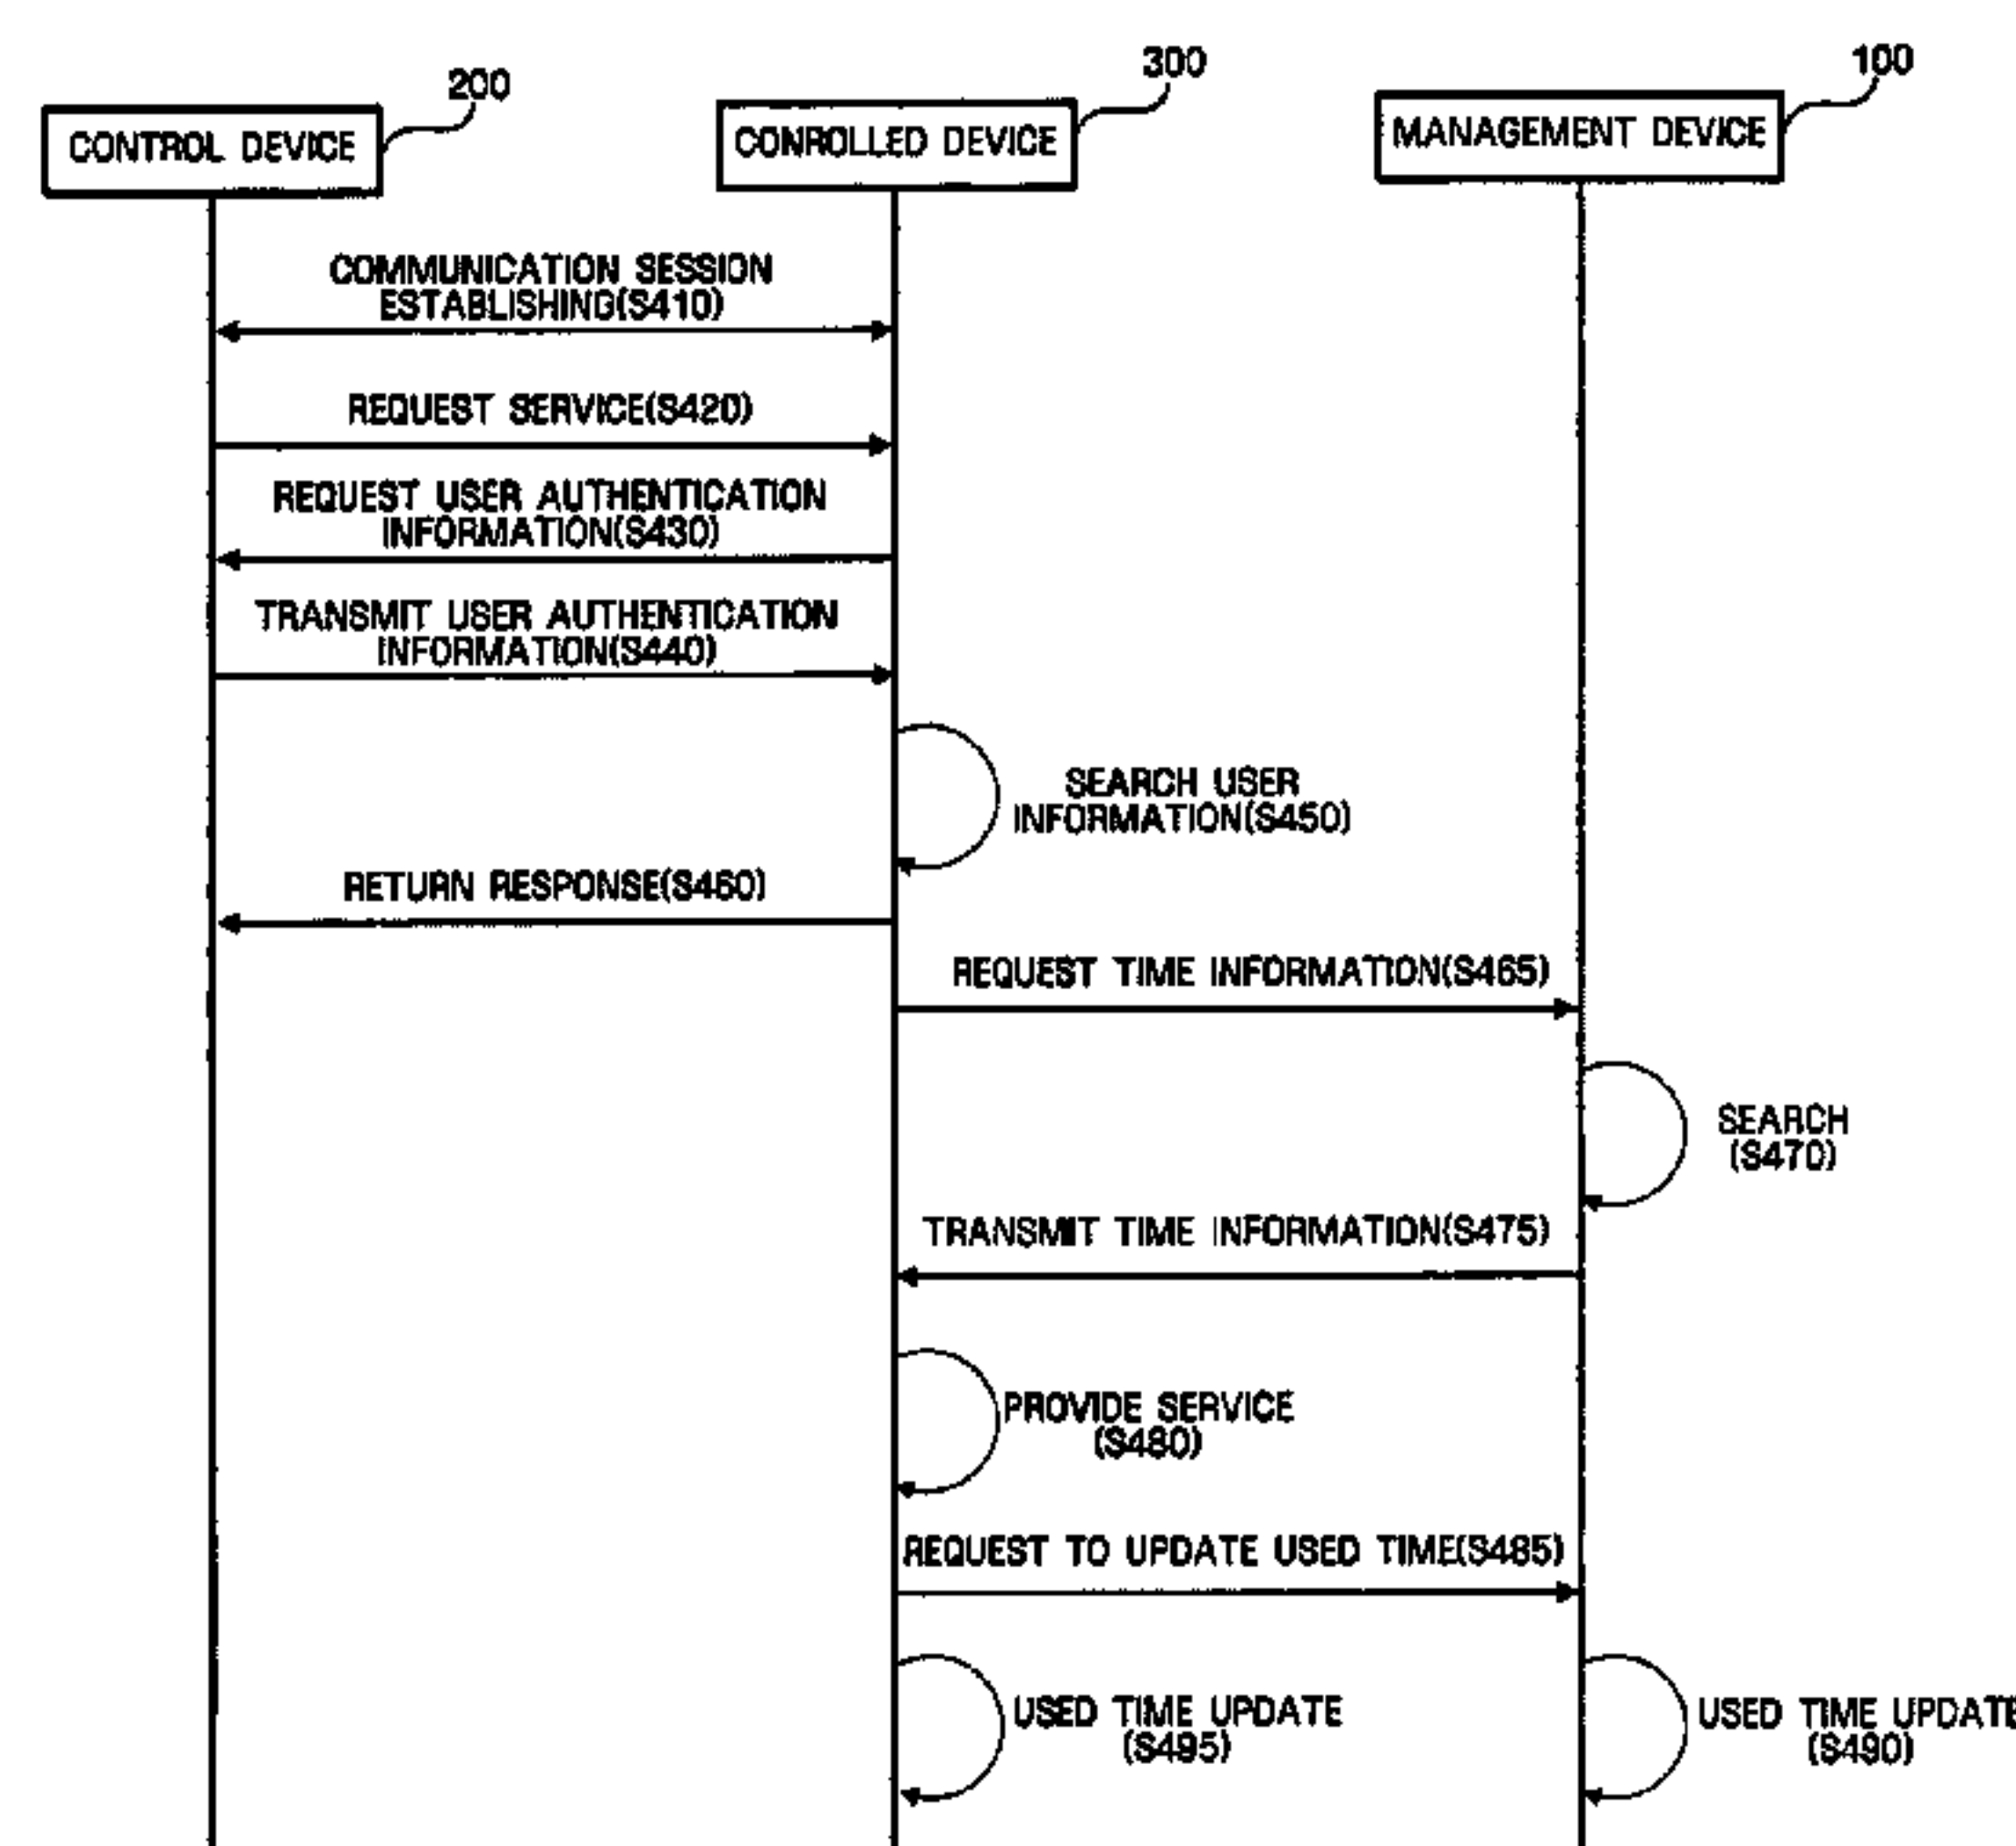 200
300
100
CONTROL DEVICE
CONROLLED DEVICE
MANAGEMENT DEVICE
COMMUNICATION SESSION
ESTABLISHING(S410)
REQUEST SERVICE(S420)
REQUEST USER AUTHENTICATION
INFORMATION(S430)
TRANSMIT USER AUTHENTICATION
INFORMATION(S440)
SEARCH USER
INFORMATION(S450)
RETURN RESPONSE(S460)
REQUEST TIME INFORMATION(S465)
SEARCH
(S470)
TRANSMIT TIME INFORMATION(S475)
PROVIDE SERVICE
(S480)
REQUEST TO UPDATE USED TIME(S485)
USED TIME UPDATE
(S495)
USED TIME UPDATE
(S490)